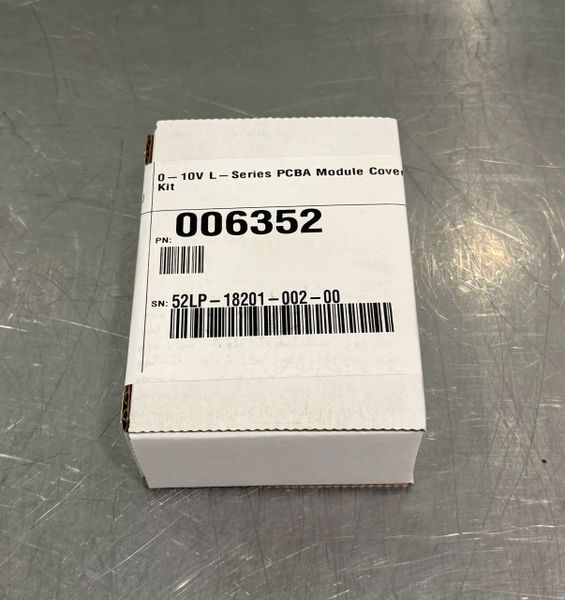 0-10V L-Series PCBA Module Cover
Kit
PN: 006352
SN: 52LP-18201-002-00